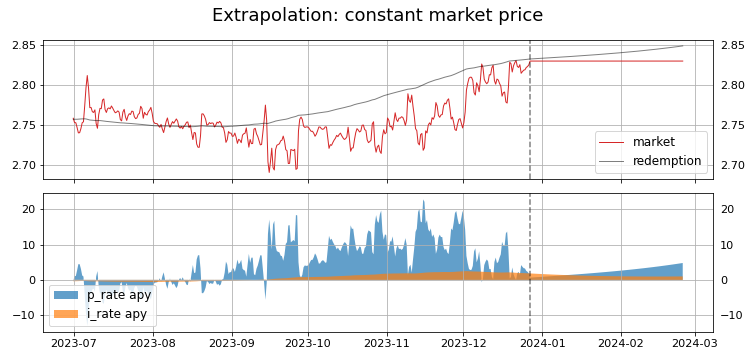 Extrapolation: constant market price
2.85 2.85
2.80 2.80
2.75 2.75
2.70 2.70
market
redemption
20 20
10 10
0 0
−10 −10
p_rate apy
i_rate apy
2023-07 2023-08 2023-09 2023-10 2023-11 2023-12 2024-01 2024-02 2024-03